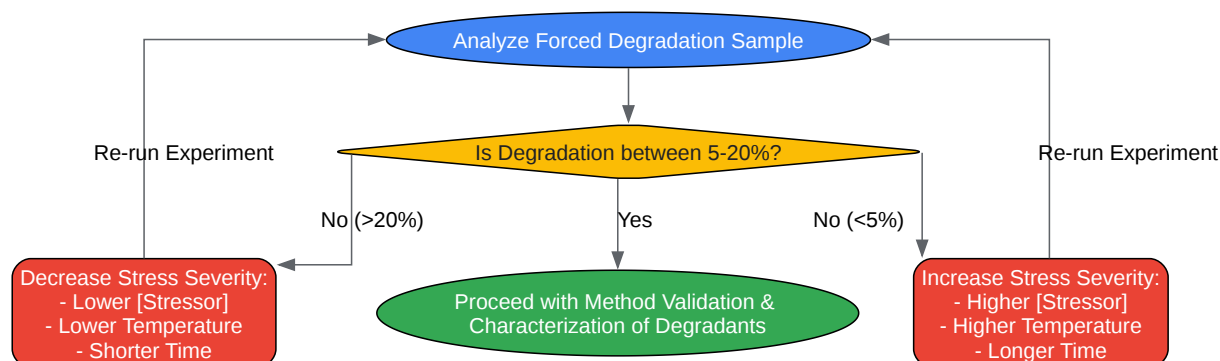 Analyze Forced Degradation Sample
Re-run Experiment
Is Degradation between 5-20%?
Re-run Experiment
No (>20%)
Yes
No (<5%)
Decrease Stress Severity:
- Lower [Stressor]
- Lower Temperature
- Shorter Time
Proceed with Method Validation &
Characterization of Degradants
Increase Stress Severity:
- Higher [Stressor]
- Higher Temperature
- Longer Time